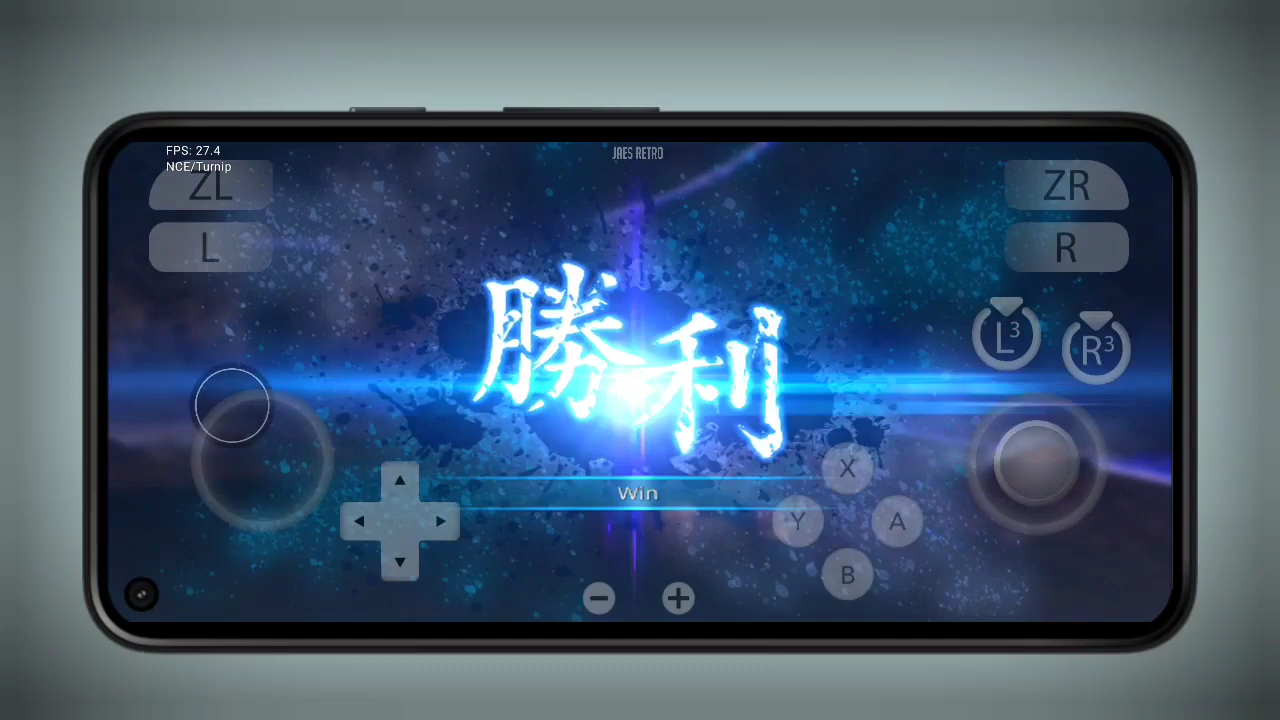 FPS: 27.4
NCE/Turnip
JAES RETRO
ZL
ZR
L
R
L3
R3
勝利
Win
X
Y
A
B